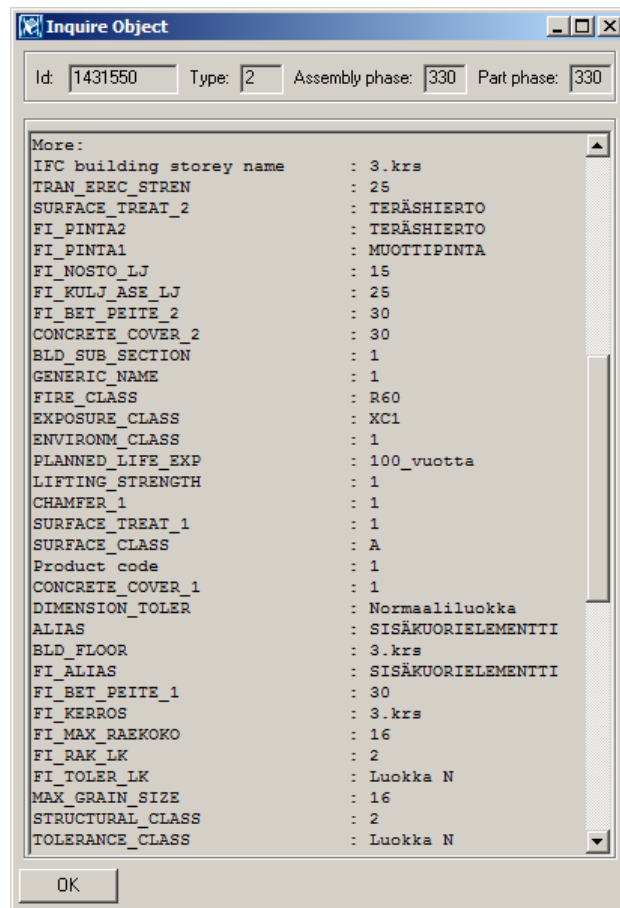 Inquire Object
Id: 1431550 Type: 2 Assembly phase: 330 Part phase: 330
More:
IFC building storey name : 3.krs
TRAN_EREC_STREN : 25
SURFACE_TREAT_2 : TERÄSHIERTO
FI_PINTA2 : TERÄSHIERTO
FI_PINTA1 : MUOTTIPINTA
FI_NOSTO_LJ : 15
FI_KULJ_ASE_LJ : 25
FI_BET_PEITE_2 : 30
CONCRETE_COVER_2 : 30
BLD_SUB_SECTION : 1
GENERIC_NAME : 1
FIRE_CLASS : R60
EXPOSURE_CLASS : XC1
ENVIRONM_CLASS : 1
PLANNED_LIFE_EXP : 100_vuotta
LIFTING_STRENGTH : 1
CHAMFER_1 : 1
SURFACE_TREAT_1 : 1
SURFACE_CLASS : A
Product code : 1
CONCRETE_COVER_1 : 1
DIMENSION_TOLER : Normaaliluokka
ALIAS : SISÄKUORIELEMENTTI
BLD_FLOOR : 3.krs
FI_ALIAS : SISÄKUORIELEMENTTI
FI_BET_PEITE_1 : 30
FI_KERROS : 3.krs
FI_MAX_RAEKOKO : 16
FI_RAK_LK : 2
FI_TOLER_LK : Luokka N
MAX_GRAIN_SIZE : 16
STRUCTURAL_CLASS : 2
TOLERANCE_CLASS : Luokka N
OK